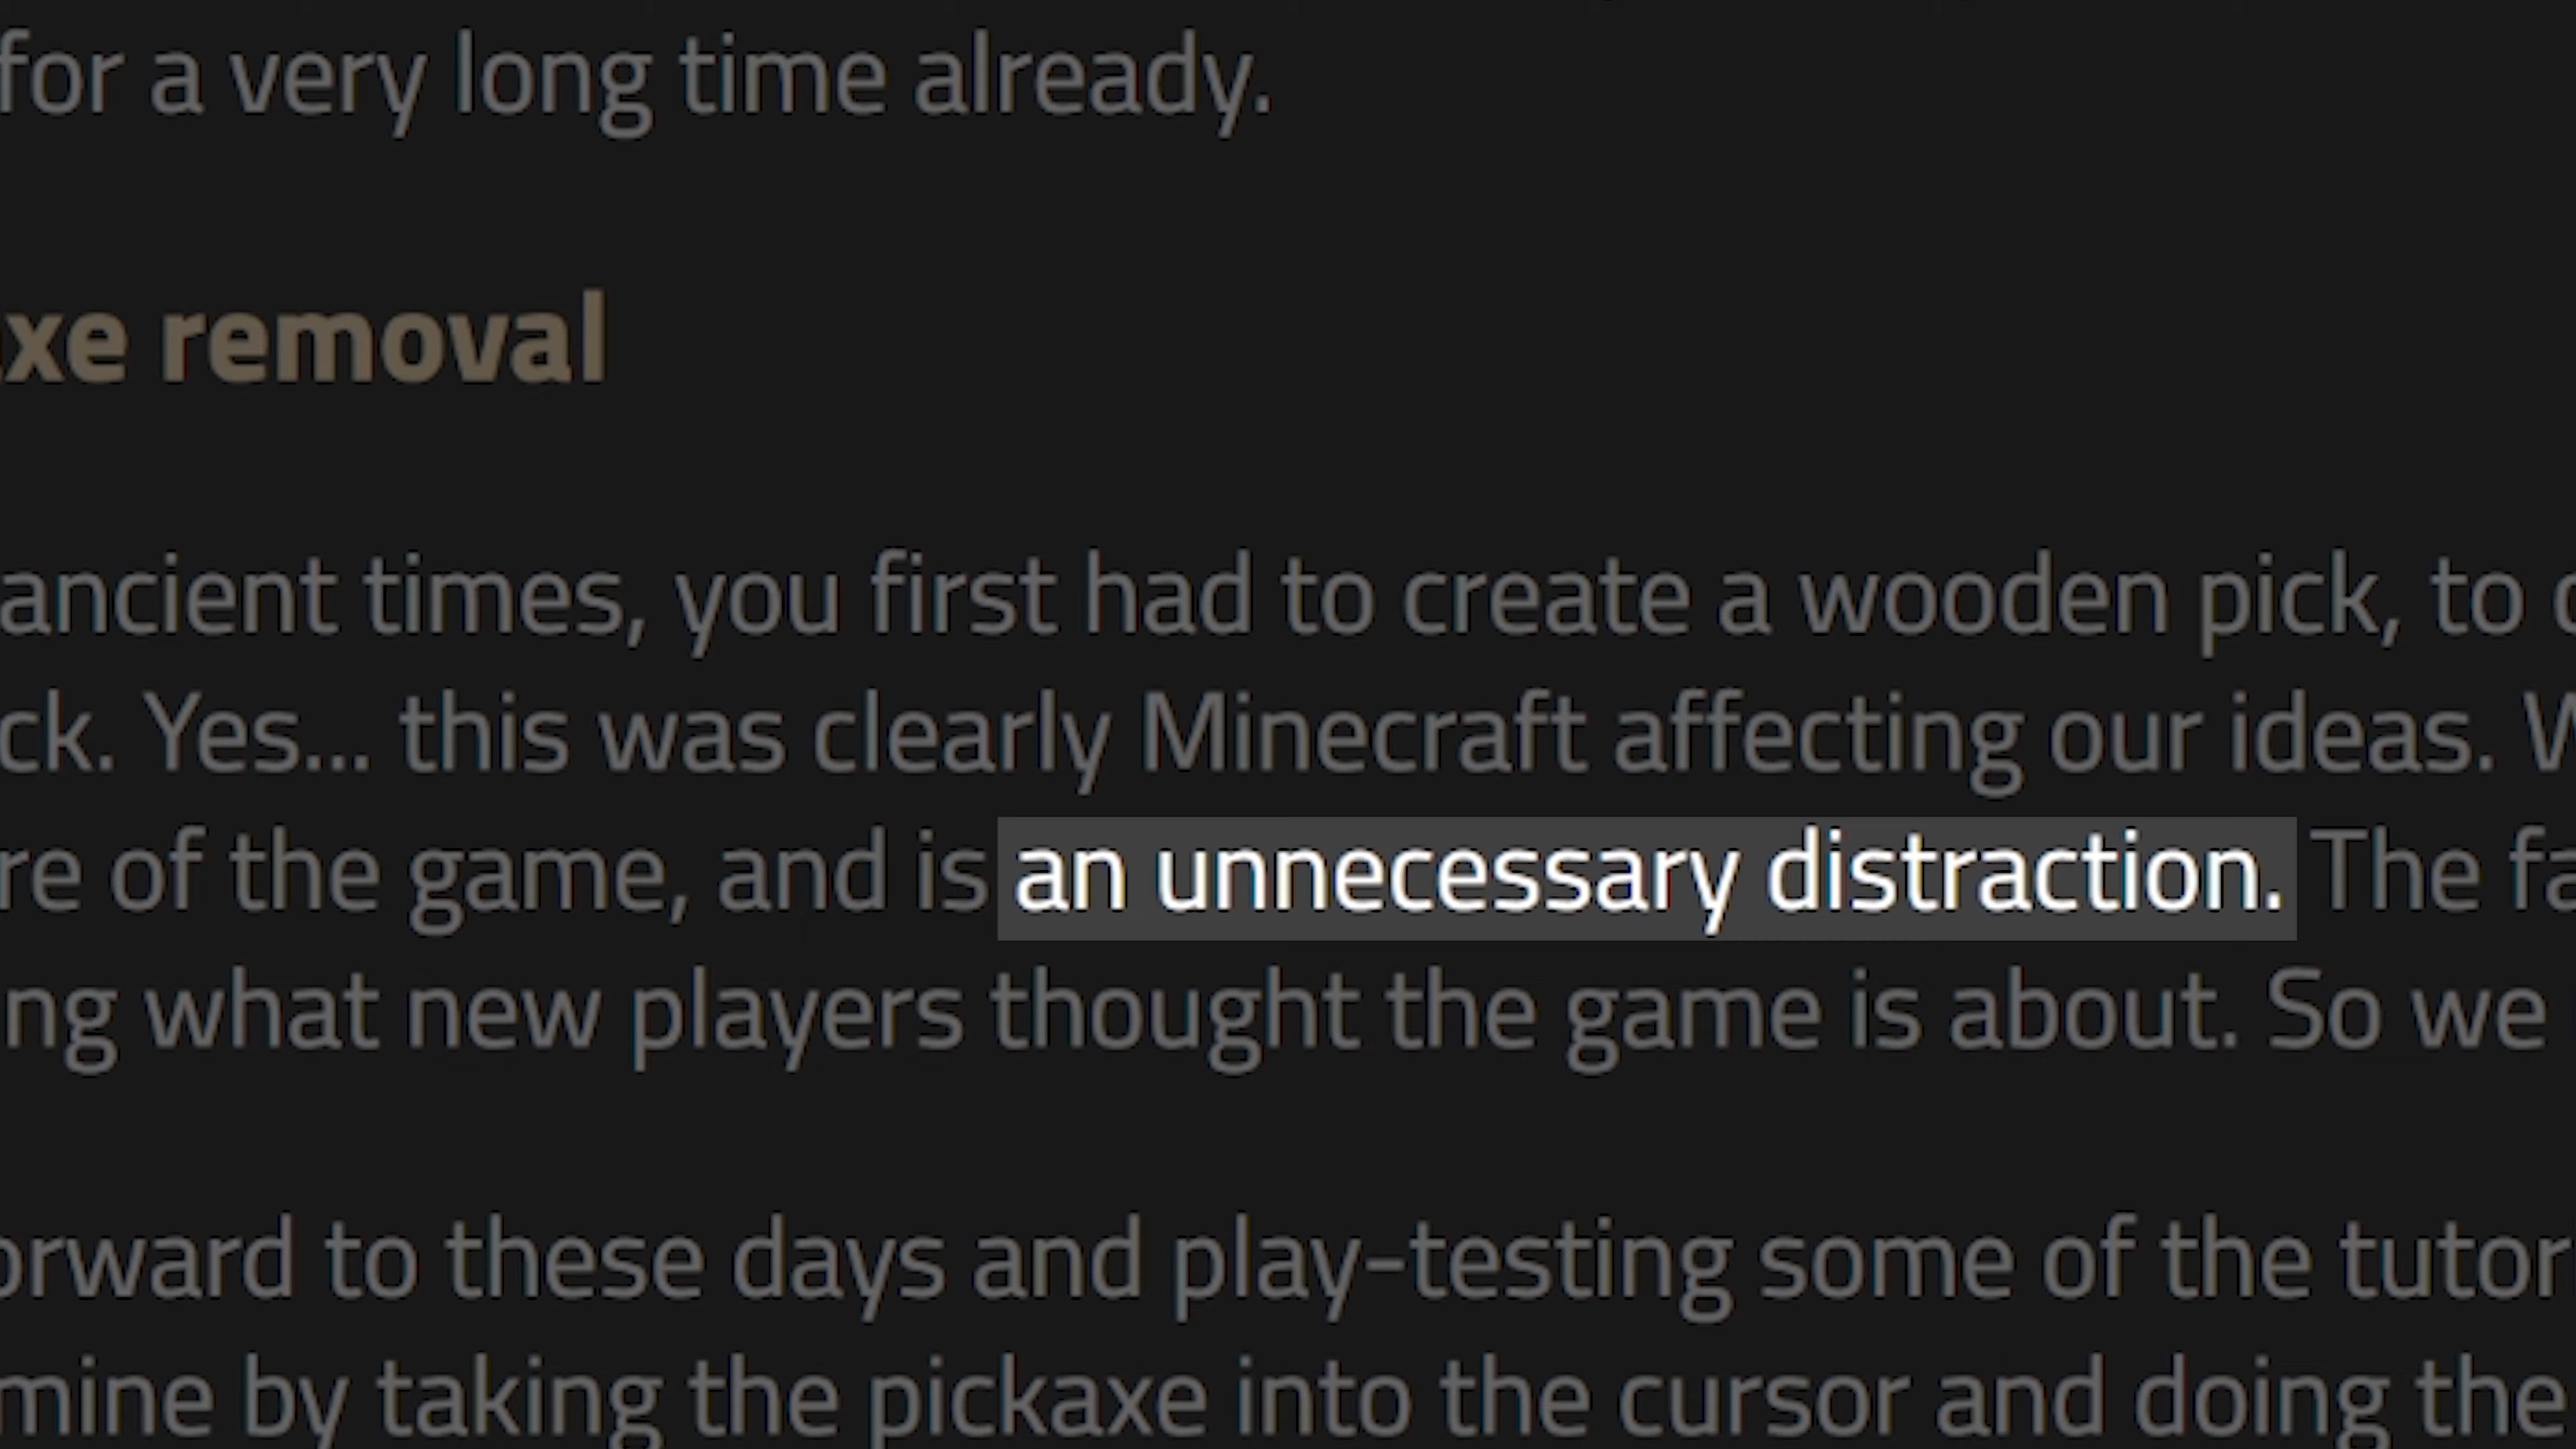 for a very long time already.
axe removal
ancient times, you first had to create a wooden pick, to
ck. Yes... this was clearly Minecraft affecting our ideas. W
re of the game, and is an unnecessary distraction. The fa
ng what new players thought the game is about. So we
orward to these days and play-testing some of the tutor
mine by taking the pickaxe into the cursor and doing the